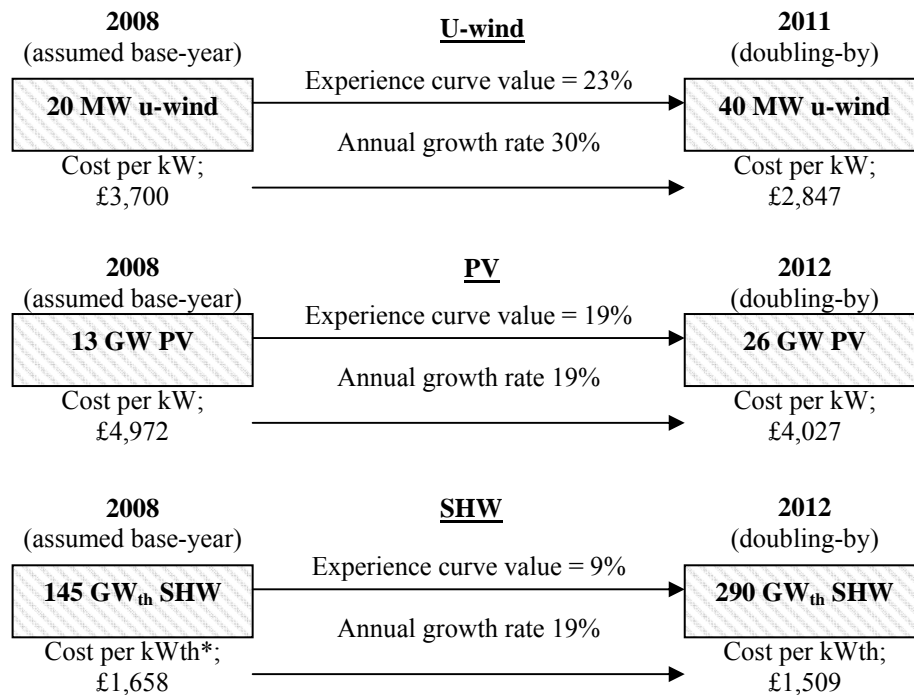 2008
(assumed base-year)
20 MW u-wind
Cost per kW;
£3,700
U-wind
Experience curve value = 23%
Annual growth rate 30%
2011
(doubling-by)
40 MW u-wind
Cost per kW;
£2,847
2008
(assumed base-year)
13 GW PV
Cost per kW;
£4,972
PV
Experience curve value = 19%
Annual growth rate 19%
2012
(doubling-by)
26 GW PV
Cost per kW;
£4,027
2008
(assumed base-year)
145 GWth SHW
Cost per kWth*;
£1,658
SHW
Experience curve value = 9%
Annual growth rate 19%
2012
(doubling-by)
290 GWth SHW
Cost per kWth;
£1,509